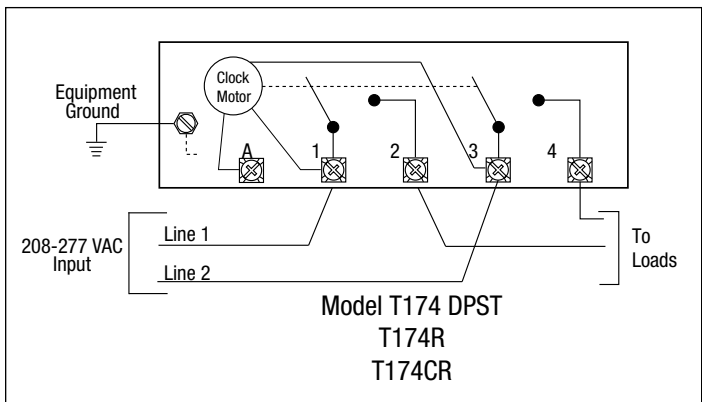 Clock
Motor
Equipment
Ground
A 1 2 3 4
208-277 VAC
Input
Line 1
Line 2
To
Loads
Model T174 DPST
T174R
T174CR